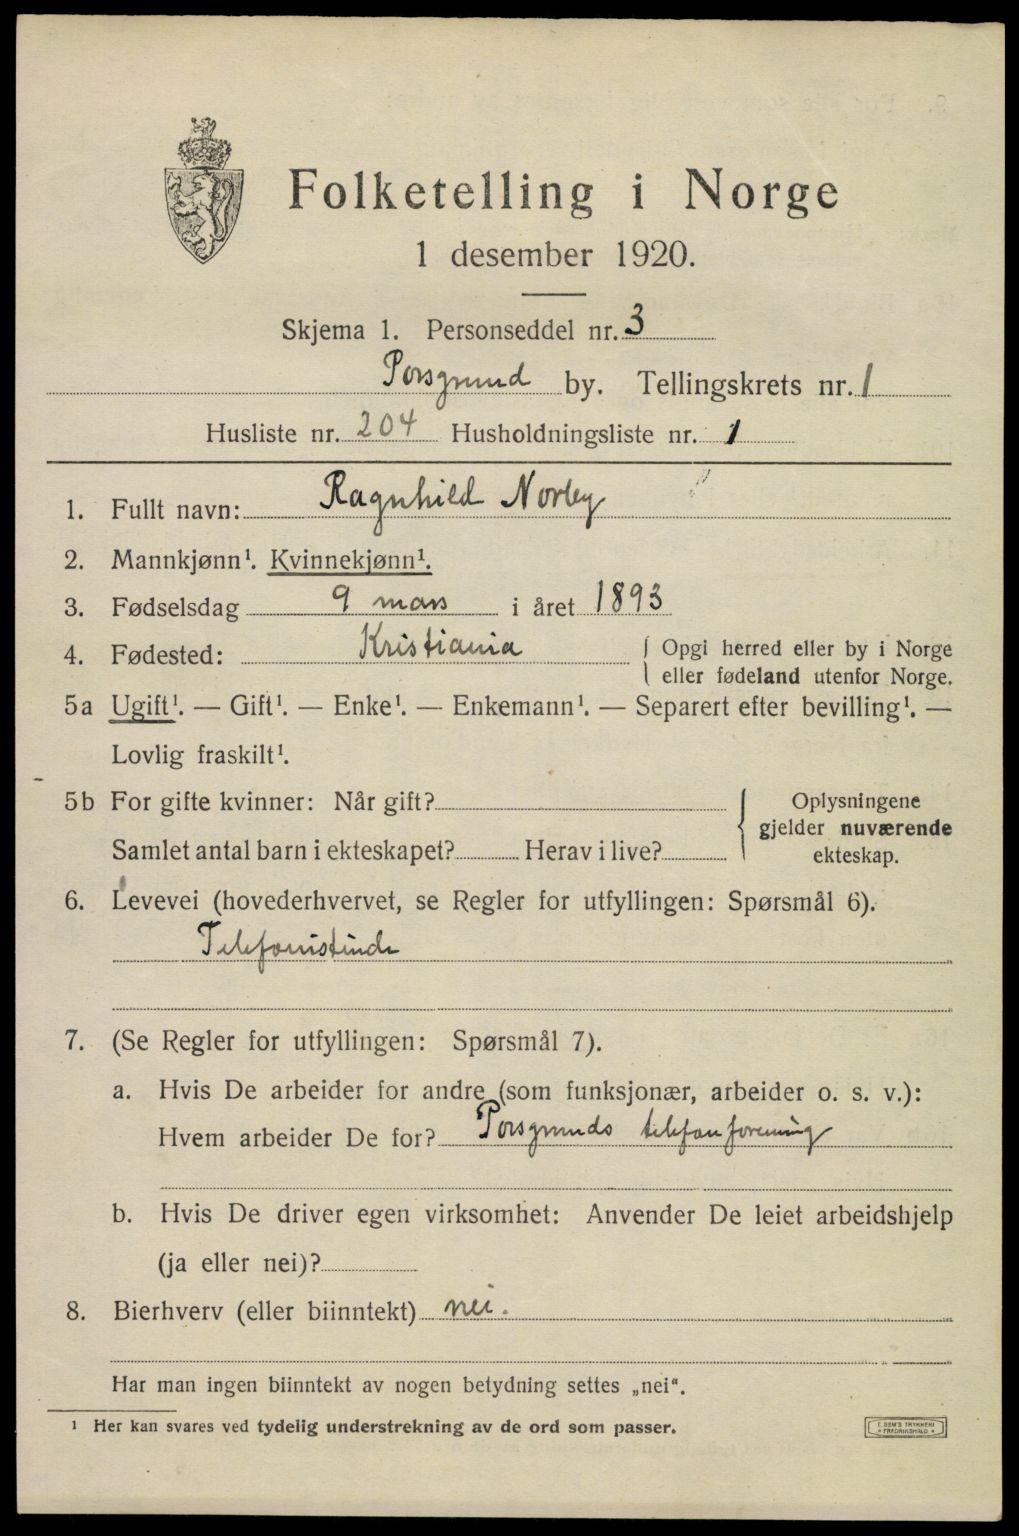 Folketelling i Norge
1 desember 1920.
Skjema 1. Personseddel nr. 3
Porsgrund by. Tellingskrets nr. 1
Husliste nr. 204 Husholdningsliste nr. 1
1. Fullt navn: Ragnhild Norby
2. Mannkjønn¹. Kvinnekjønn¹.
3. Fødselsdag 9 mars i året 1893
4. Fødested: Kristiania { Opgi herred eller by i Norge
eller fødeland utenfor Norge.
5a Ugift¹. — Gift¹. — Enke¹. — Enkemann¹. — Separert efter bevilling¹. —
Lovlig fraskilt¹.
5b For gifte kvinner: Når gift? { Oplysningene
gjelder nuværende
Samlet antal barn i ekteskapet? Herav i live? ekteskap.
6. Levevei (hovederhvervet, se Regler for utfyllingen: Spørsmål 6).
Telefonistinde
7. (Se Regler for utfyllingen: Spørsmål 7).
a. Hvis De arbeider for andre (som funksjonær, arbeider o. s. v.):
Hvem arbeider De for? Porsgrunds telefonforening
b. Hvis De driver egen virksomhet: Anvender De leiet arbeidshjelp
(ja eller nei)?
8. Bierhverv (eller biinntekt) nei.
Har man ingen biinntekt av nogen betydning settes „nei“.
¹ Her kan svares ved tydelig understrekning av de ord som passer.
E. SEM'S TRYKKERI
• FREDRIKSHALD •